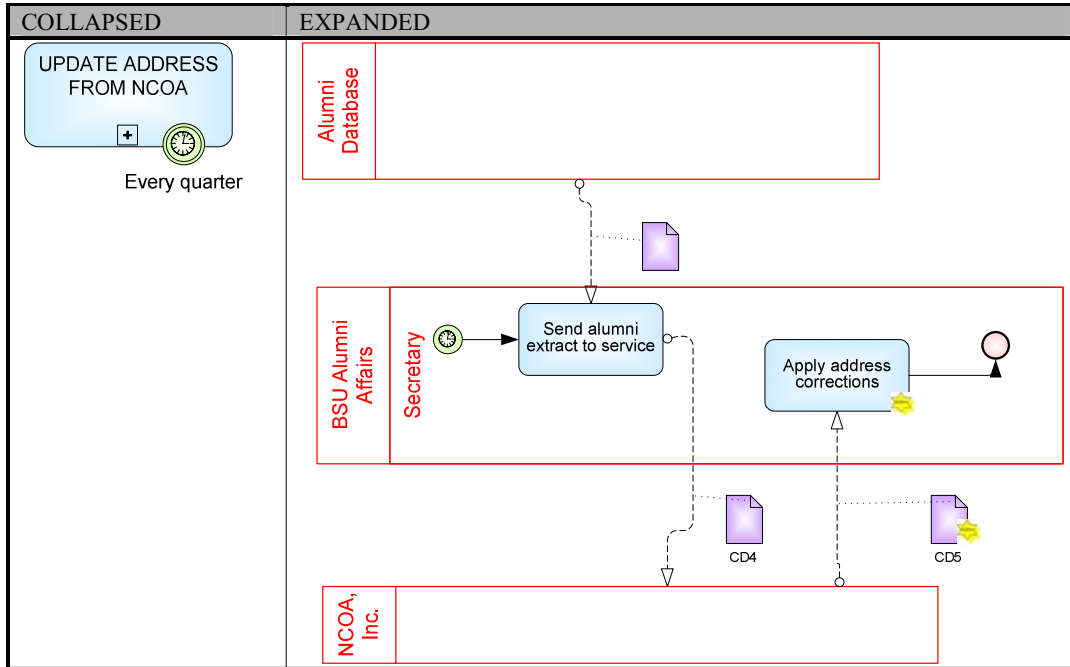 COLLAPSED
EXPANDED
UPDATE ADDRESS
FROM NCOA
Every quarter
Alumni
Database
BSU Alumni
Affairs
Secretary
Send alumni
extract to service
Apply address
corrections
CD4
CD5
NCOA,
Inc.